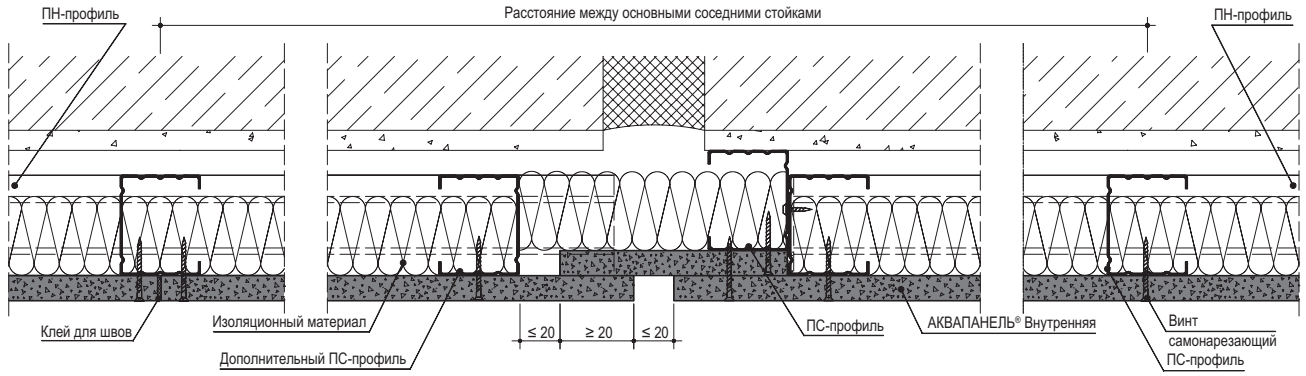 ПН-профиль
Расстояние между основными соседними стойками
ПН-профиль
Клей для швов
Изоляционный материал
Дополнительный ПС-профиль
≤ 20
≥ 20
≤ 20
ПС-профиль
АКВАПАНЕЛЬ® Внутренняя
Винт
самонарезающий
ПС-профиль